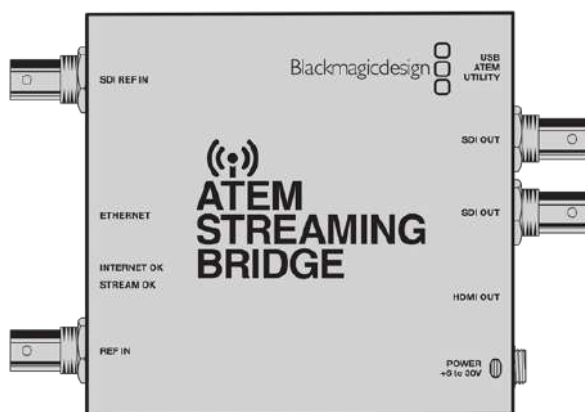 SDI REF IN
Blackmagicdesign
USB
ATEM
UTILITY
SDI OUT
ATEM
STREAMING
BRIDGE
ETHERNET
SDI OUT
INTERNET OK
STREAM OK
HDMI OUT
REF IN
POWER
+6 to 30V